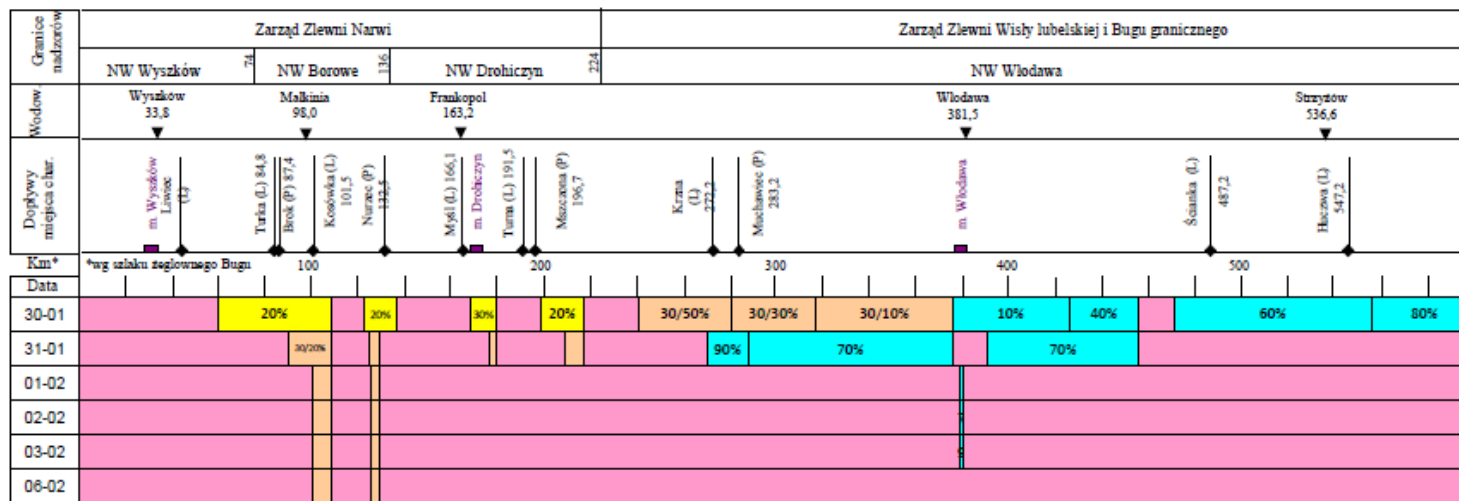 Granice nadzorów
Zarząd Zlewni Narwi
Zarząd Zlewni Wisły lubelskiej i Bugu granicznego
NW Wyszków
74
NW Borowe
136
NW Drohiczyn
224
NW Włodawa
Wodow.
Wyszków
33,8
Małkinia
98,0
Frankopol
163,2
Włodawa
381,5
Strzyżów
536,6
Dopływy
miejsca char.
m. Wyszków
Liwiec
(L)
Turka (L) 84,8
Brok (P) 87,4
Kosówka (L)
101,5
Nurzec (P)
132,5
Myśl (L) 166,1
m. Drohiczyn
Turna (L) 191,5
Mszczona (P)
196,7
Krzna
(L)
272,2
Muchawiec (P)
283,2
m. Włodawa
Ścianka (L)
487,2
Huczwa (L)
547,2
Km*
*wg szlaku żeglownego Bugu
100
200
300
400
500
Data
30-01
20%
20%
30%
20%
30/50%
30/30%
30/10%
10%
40%
60%
80%
31-01
30/20%
90%
70%
70%
01-02
02-02
03-02
06-02